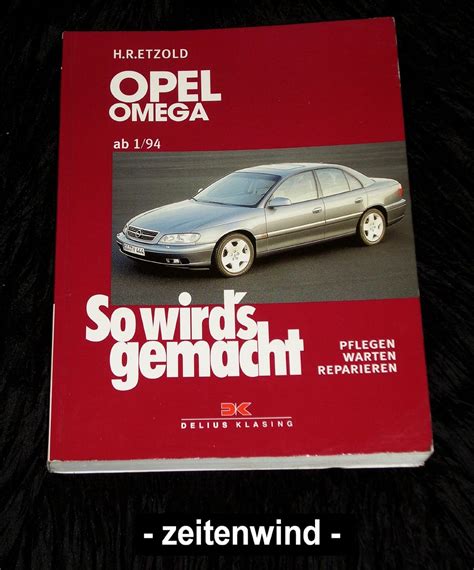 H.R.ETZOLD
OPEL
OMEGA
ab 1/94
So wird's
gemacht
PFLEGEN
WARTEN
REPARIEREN
DELIUS KLASING
- zeitenwind -